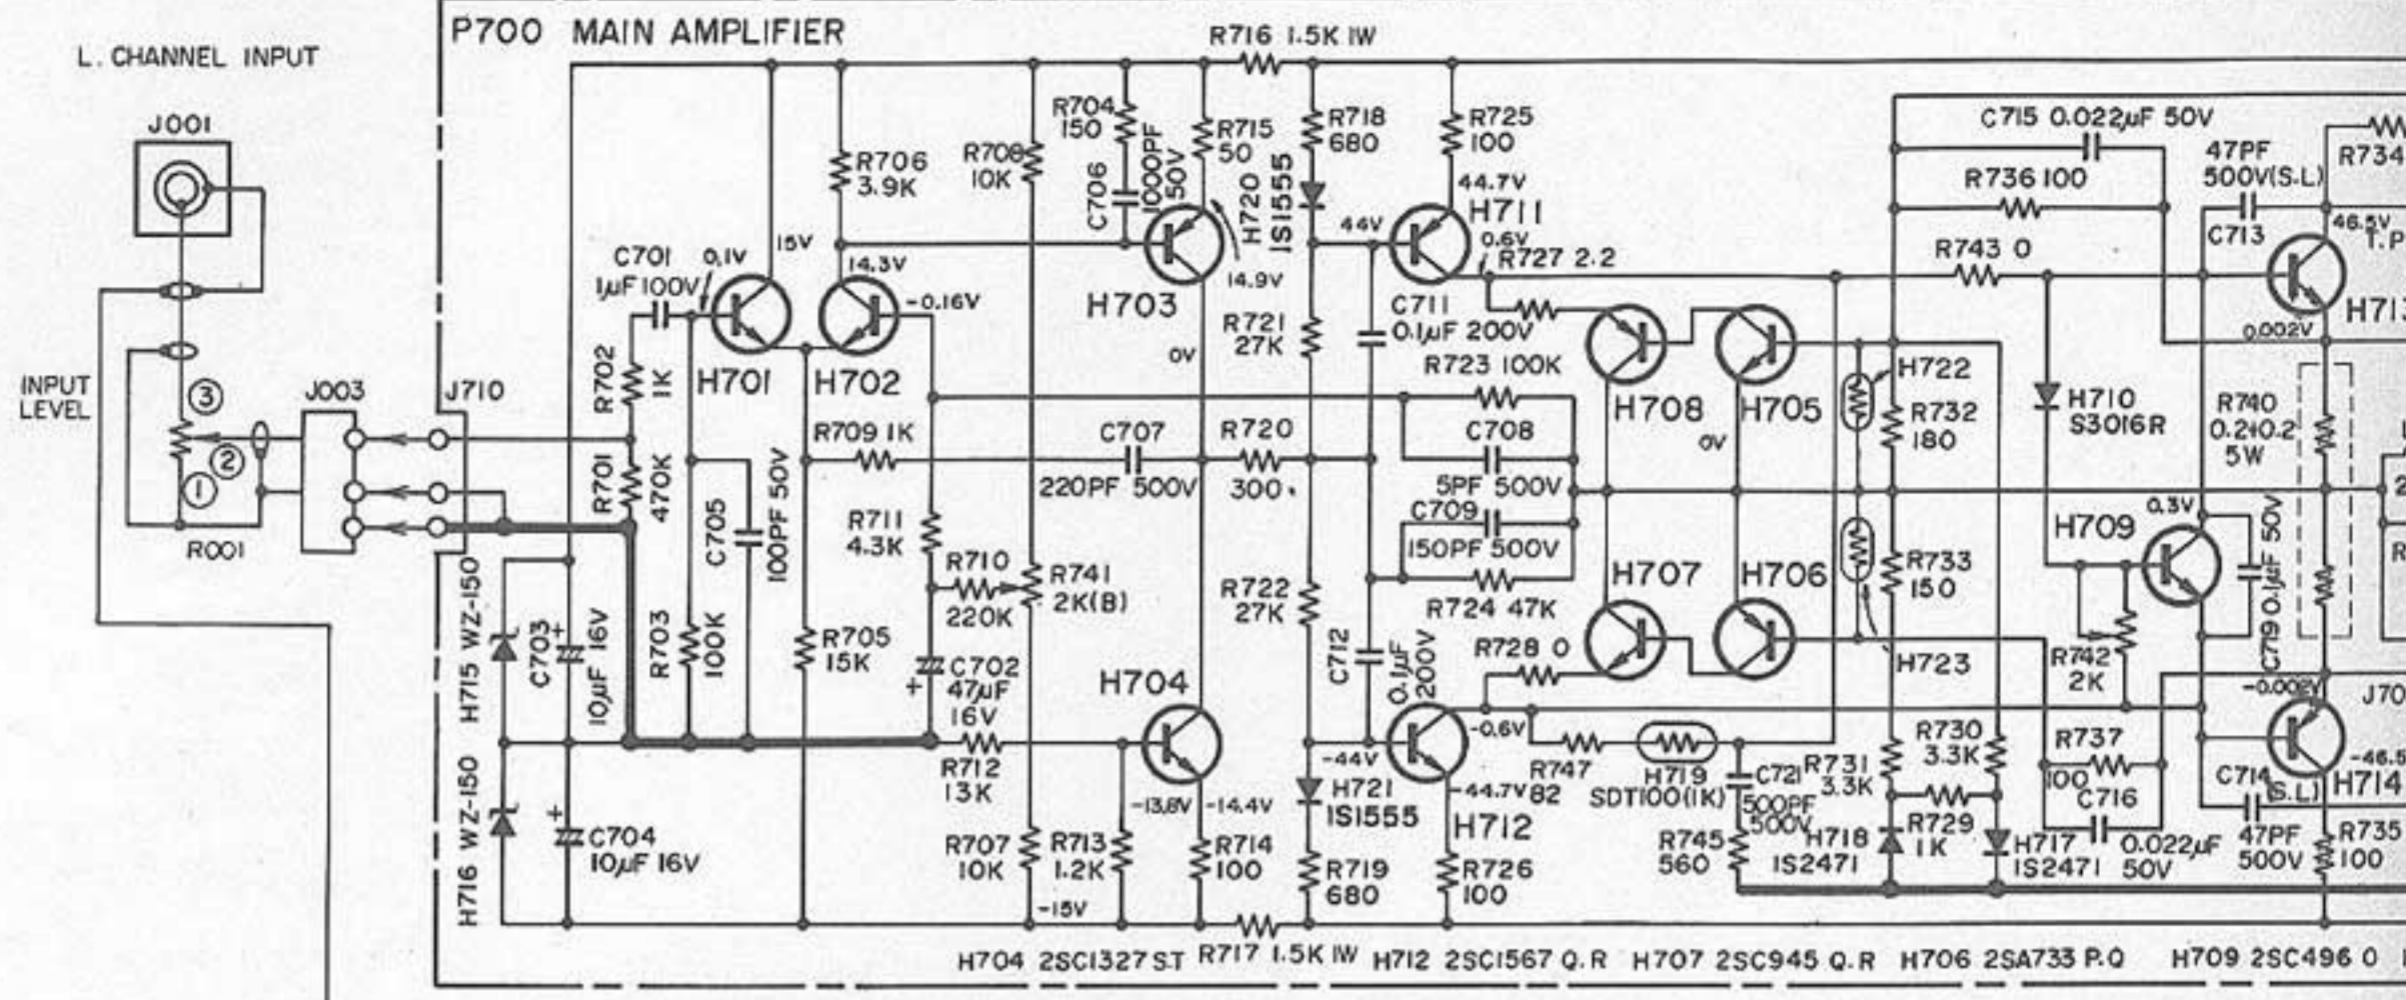 P700 MAIN AMPLIFIER
L. CHANNEL INPUT
J001
INPUT
LEVEL
③
②
①
R001
J003
J710
R716 1.5K 1W
R706
3.9K
R708
10K
R704
150
C706
1000PF
50V
R715
50
H720
1S1555
R718
680
R725
100
44.7V
H711
0.6V
44V
R727 2.2
C701
1µF 100V
0.1V
15V
14.3V
-0.16V
H703
14.9V
0V
R721
27K
C711
0.1µF 200V
R702
1K
H701
H702
R709 1K
C707
220PF 500V
R720
300
R723 100K
C708
5PF 500V
C709
150PF 500V
R724 47K
R701
470K
C705
100PF 50V
R711
4.3K
R710
220K
R741
2K(B)
R722
27K
C712
0.1µF
200V
H715 WZ-150
C703
10µF 16V
+
R703
100K
R705
15K
C702
47µF
16V
+
H704
R712
13K
-13.8V
-14.4V
H716 WZ-150
+
C704
10µF 16V
R707
10K
R713
1.2K
R714
100
-15V
-44V
H721
1S1555
R719
680
-0.6V
-44.7V
H712
R726
100
R728 0
H708
H705
0V
H707
H706
H722
R732
180
R733
150
H723
R747
82
H719
SDT100(1K)
C721
500PF
500V
R745
560
R731
3.3K
R730
3.3K
H718
1S2471
R729
1K
H717
1S2471
R737
100
C716
0.022µF
50V
C715 0.022µF 50V
R736 100
R743 0
47PF
500V(S.L)
C713
R734
46.5V
T.P
H713
0.002V
H710
S3016R
R740
0.2+0.2
5W
H709
0.3V
C719 0.1µF 50V
R742
2K
-0.002V
J70
C714
(S.L)
47PF
500V
H714
-46.5
R735
100
H704 2SC1327 S.T
R717 1.5K 1W
H712 2SC1567 Q.R
H707 2SC945 Q.R
H706 2SA733 P.Q
H709 2SC496 O